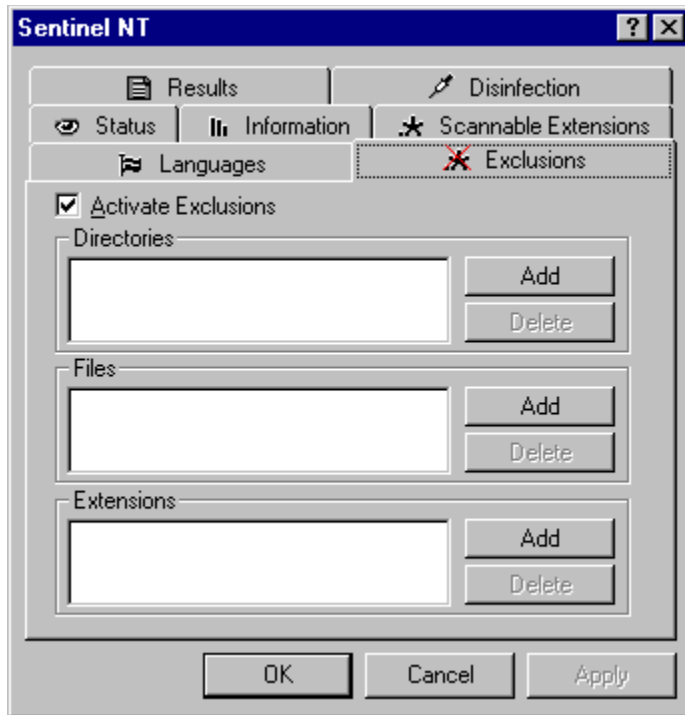 Sentinel NT
Results Disinfection
Status Information Scannable Extensions
Languages Exclusions
Activate Exclusions
Directories
Add
Delete
Files
Add
Delete
Extensions
Add
Delete
OK Cancel Apply